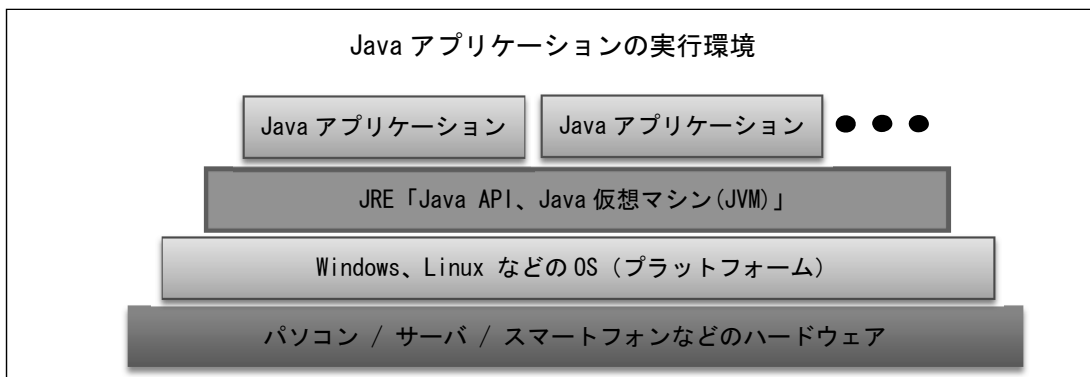 Java アプリケーションの実行環境
Java アプリケーション Java アプリケーション ●●●
JRE「Java API、Java 仮想マシン(JVM)」
Windows、Linux などの OS (プラットフォーム)
パソコン / サーバ / スマートフォンなどのハードウェア